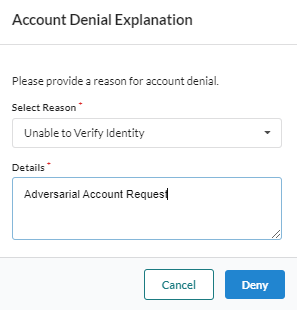 Account Denial Explanation
Please provide a reason for account denial.
Select Reason *
Unable to Verify Identity
Details *
Adversarial Account Request
Cancel
Deny